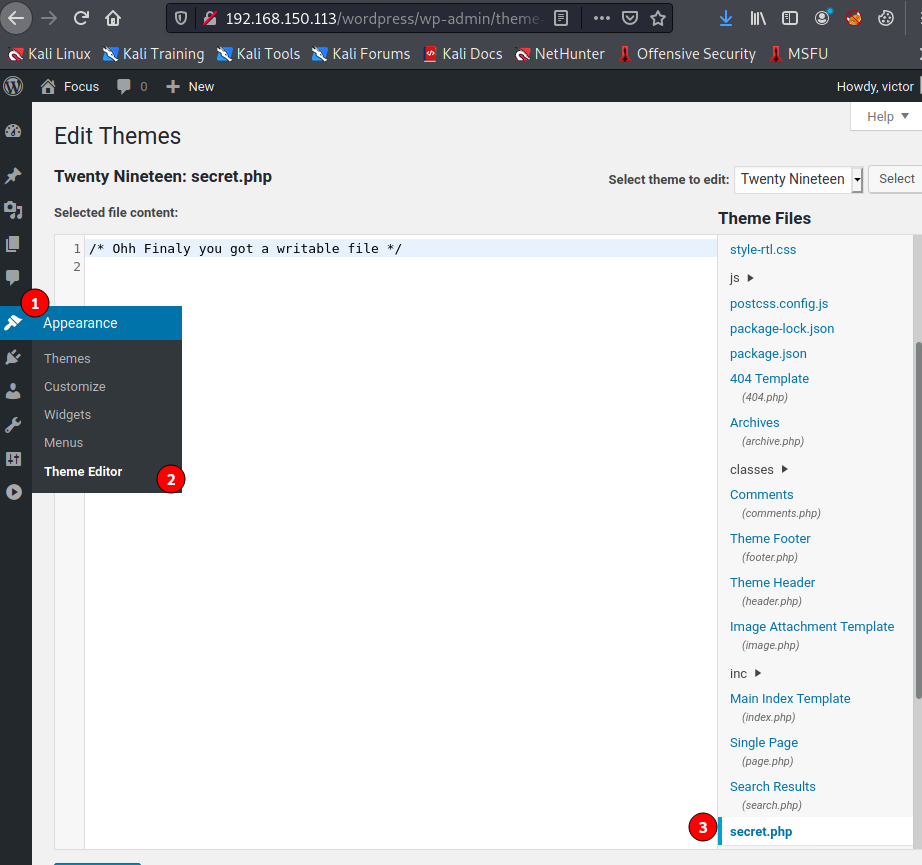 192.168.150.113/wordpress/wp-admin/theme-
Kali Linux Kali Training Kali Tools Kali Forums Kali Docs NetHunter Offensive Security MSFU
Focus 0 New Howdy, victor
Help
Edit Themes
Twenty Nineteen: secret.php
Select theme to edit: Twenty Nineteen Select
Selected file content:
1 /* Ohh Finaly you got a writable file */
2
1
Appearance
Themes
Customize
Widgets
Menus
Theme Editor
2
Theme Files
style-rtl.css
js
postcss.config.js
package-lock.json
package.json
404 Template
(404.php)
Archives
(archive.php)
classes
Comments
(comments.php)
Theme Footer
(footer.php)
Theme Header
(header.php)
Image Attachment Template
(image.php)
inc
Main Index Template
(index.php)
Single Page
(page.php)
Search Results
(search.php)
3
secret.php